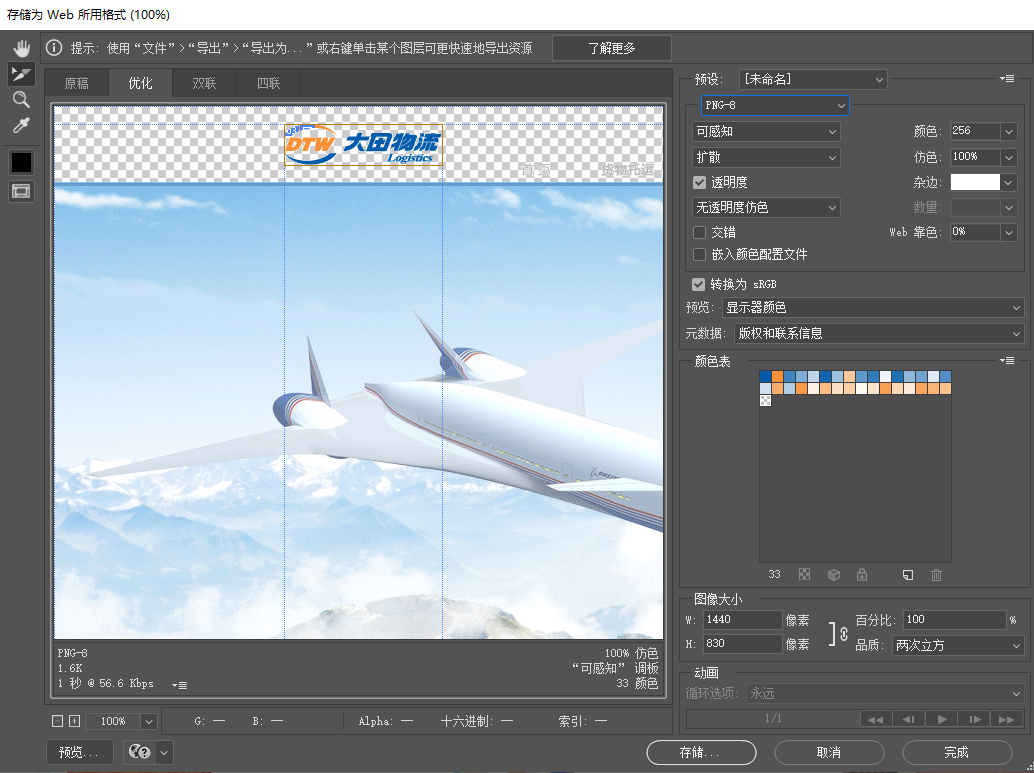 存储为 Web 所用格式 (100%)
提示: 使用“文件”>“导出”>“导出为...”或右键单击某个图层可更快速地导出资源
了解更多
原稿 优化 双联 四联
预设: [未命名]
PNG-8
可感知 颜色: 256
扩散 仿色: 100%
透明度 杂边:
无透明度仿色 数量:
交错 Web 靠色: 0%
嵌入颜色配置文件
转换为 sRGB
预览: 显示器颜色
元数据: 版权和联系信息
颜色表
33
图像大小
W: 1440 像素 百分比: 100 %
H: 830 像素 品质: 两次立方
动画
循环选项: 永远
1/1
03
DTW 大田物流
Logistics
首页 货物托运
BOEING
PNG-8 100% 仿色
1.6K “可感知” 调板
1 秒 @ 56.6 Kbps 33 颜色
100% G: — B: — Alpha: — 十六进制: — 索引: —
预览... 存储... 取消 完成